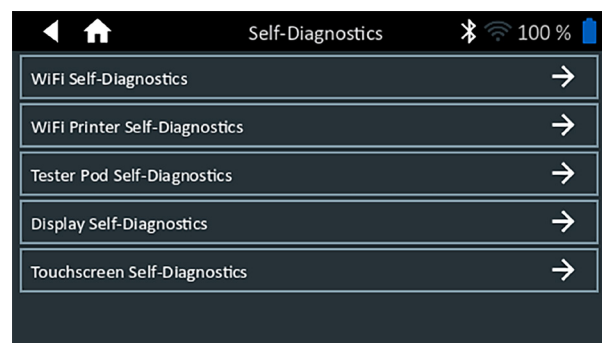 Self-Diagnostics 100 %
WiFi Self-Diagnostics
WiFi Printer Self-Diagnostics
Tester Pod Self-Diagnostics
Display Self-Diagnostics
Touchscreen Self-Diagnostics